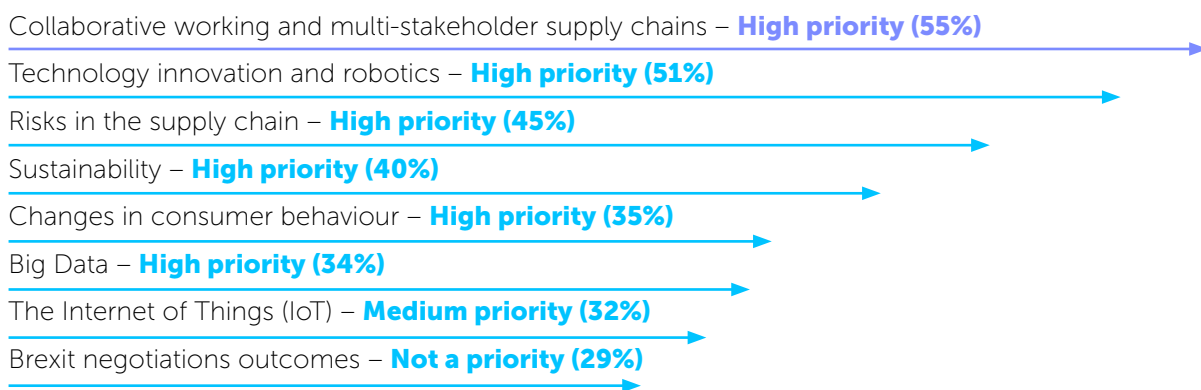 Collaborative working and multi-stakeholder supply chains – High priority (55%)
Technology innovation and robotics – High priority (51%)
Risks in the supply chain – High priority (45%)
Sustainability – High priority (40%)
Changes in consumer behaviour – High priority (35%)
Big Data – High priority (34%)
The Internet of Things (IoT) – Medium priority (32%)
Brexit negotiations outcomes – Not a priority (29%)